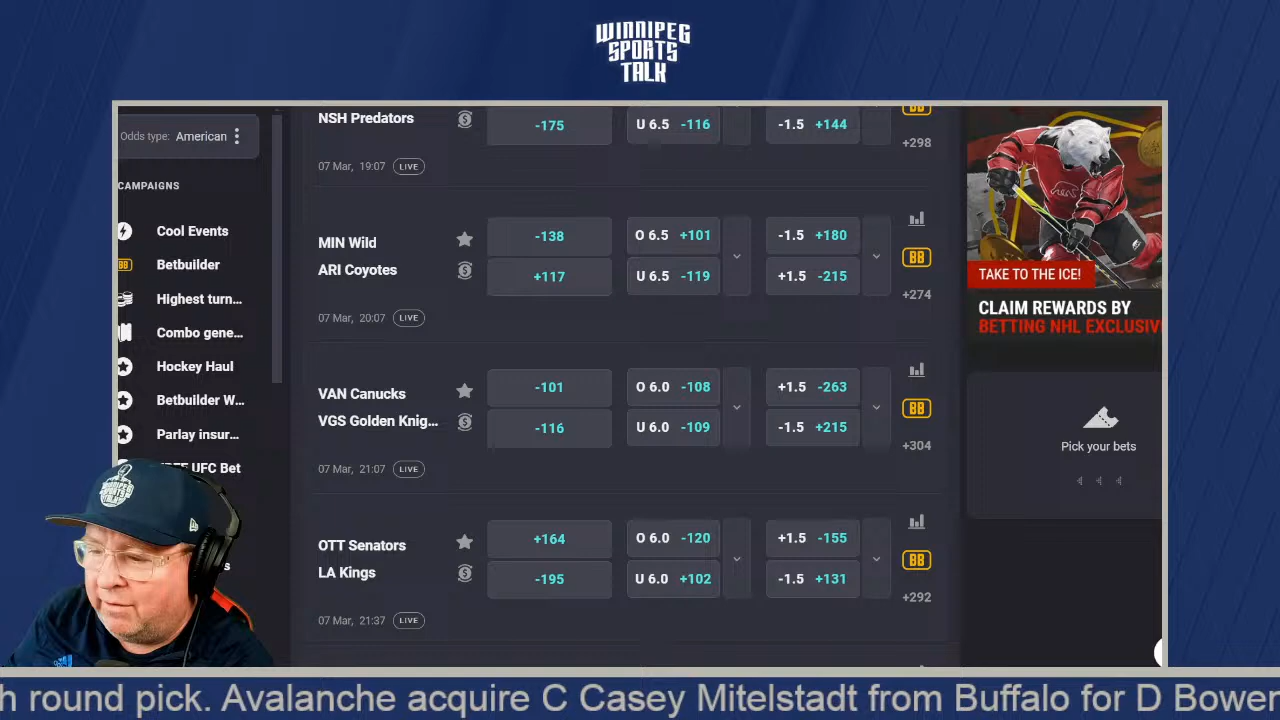 WINNIPEG
SPORTS
TALK
Odds type: American
CAMPAIGNS
Cool Events
BB Betbuilder
Highest turn...
Combo gene...
Hockey Haul
Betbuilder W...
Parlay insur...
UFC Bet
NSH Predators
-175
U 6.5 -116
-1.5 +144
BB
+298
07 Mar, 19:07 LIVE
MIN Wild
ARI Coyotes
-138
+117
O 6.5 +101
U 6.5 -119
-1.5 +180
+1.5 -215
BB
+274
07 Mar, 20:07 LIVE
VAN Canucks
VGS Golden Knig...
-101
-116
O 6.0 -108
U 6.0 -109
+1.5 -263
-1.5 +215
BB
+304
07 Mar, 21:07 LIVE
OTT Senators
LA Kings
+164
-195
O 6.0 -120
U 6.0 +102
+1.5 -155
-1.5 +131
BB
+292
07 Mar, 21:37 LIVE
TAKE TO THE ICE!
CLAIM REWARDS BY
BETTING NHL EXCLUSIV
Pick your bets
WINNIPEG
SPORTS
TALK
h round pick. Avalanche acquire C Casey Mitelstadt from Buffalo for D Bower